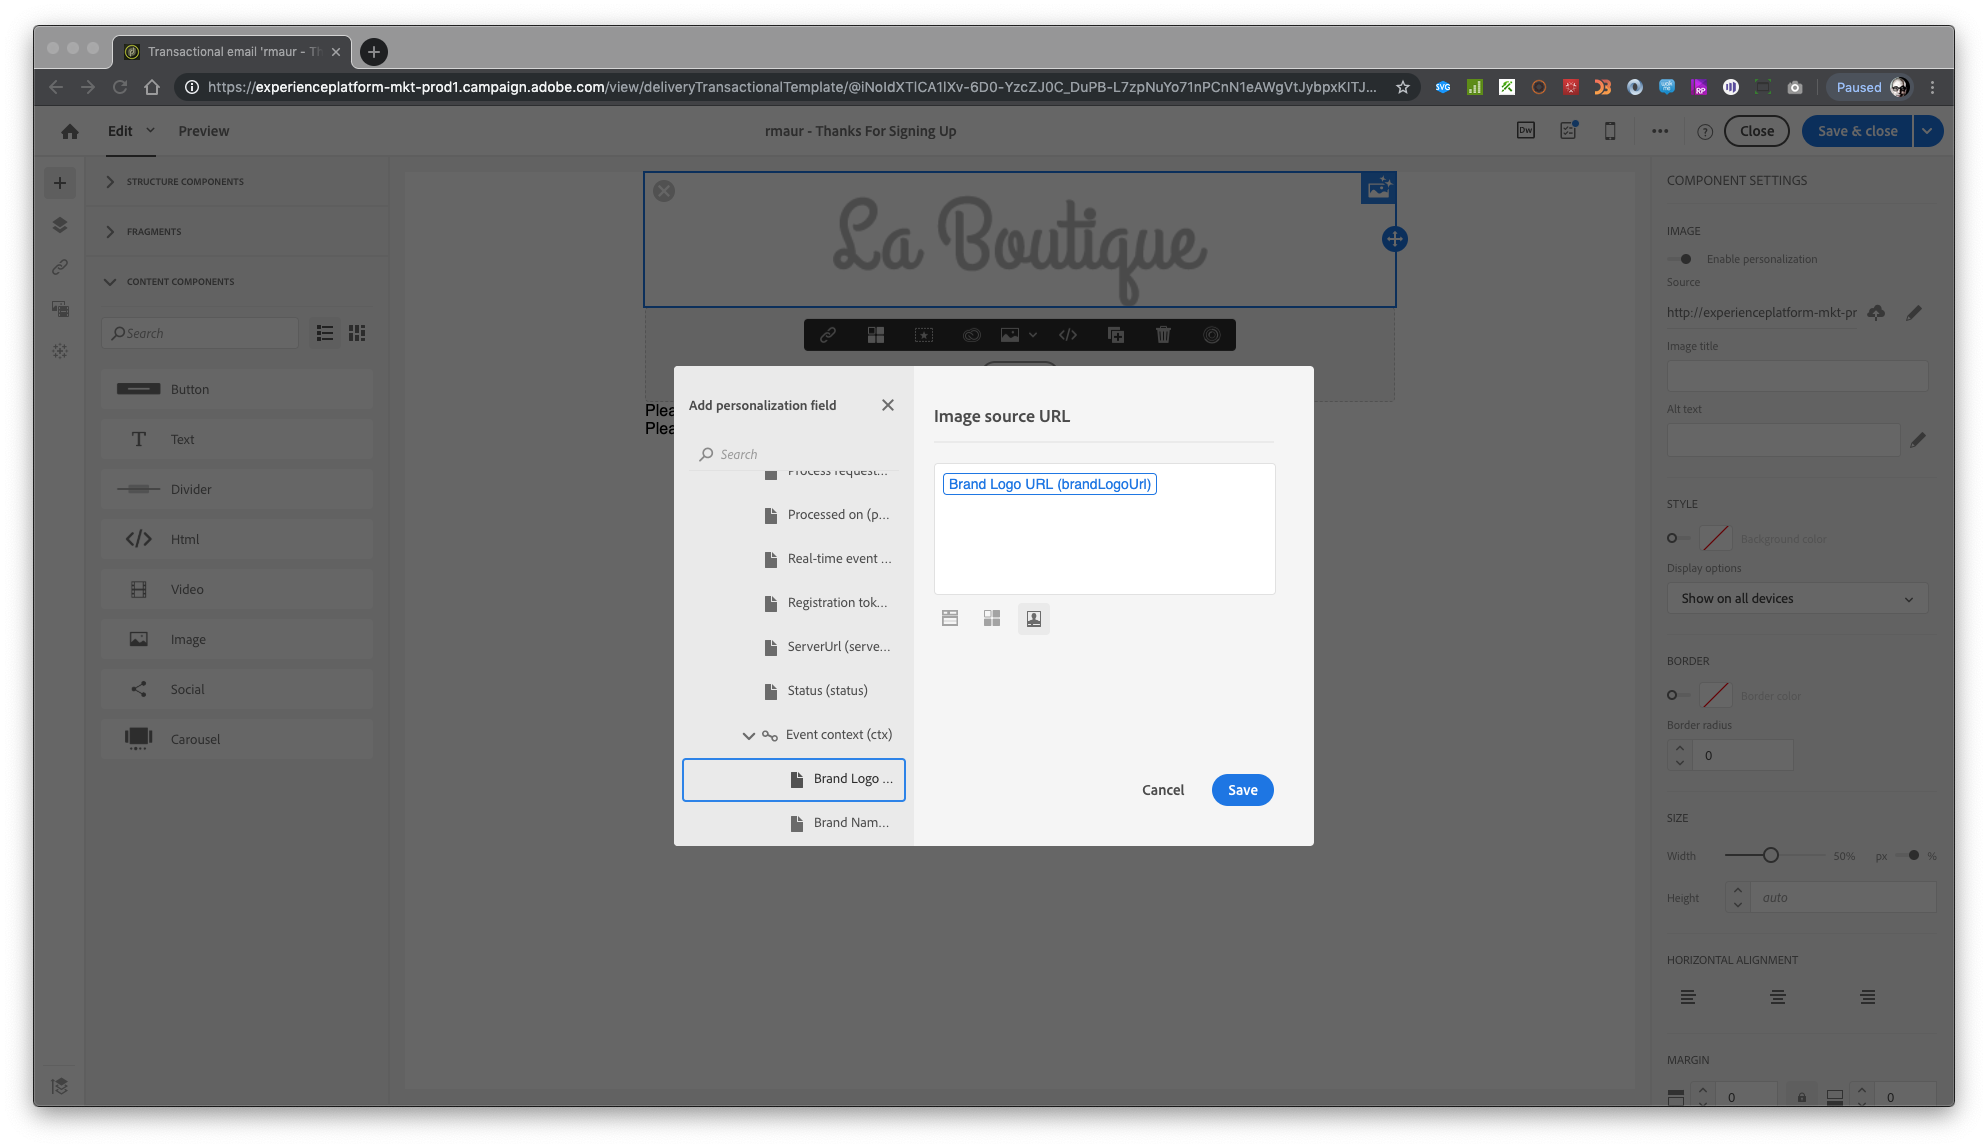 Transactional email 'rmaur - Th
https://experienceplatform-mkt-prod1.campaign.adobe.com/view/deliveryTransactionalTemplate/@iNoIdXTlCA1lXv-6D0-YzcZJ0C_DuPB-L7zpNuYo71nPCnN1eAWgVtJybpxKITJ...
Paused
Edit
Preview
rmaur - Thanks For Signing Up
Dw
Close
Save & close
STRUCTURE COMPONENTS
FRAGMENTS
CONTENT COMPONENTS
Search
Button
Text
Divider
Html
Video
Image
Social
Carousel
La Boutique
Plea
Plea
Add personalization field
Search
Process request...
Processed on (p...
Real-time event ...
Registration tok...
ServerUrl (serve...
Status (status)
Event context (ctx)
Brand Logo ...
Brand Nam...
Image source URL
Brand Logo URL (brandLogoUrl)
Cancel
Save
COMPONENT SETTINGS
IMAGE
Enable personalization
Source
http://experienceplatform-mkt-pr
Image title
Alt text
STYLE
Background color
Display options
Show on all devices
BORDER
Border color
Border radius
0
SIZE
Width
50%
px
%
Height
auto
HORIZONTAL ALIGNMENT
MARGIN
0
0